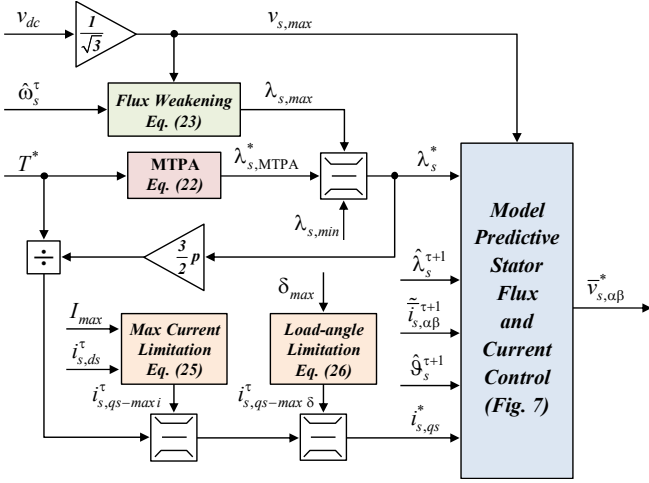 v_dc
1/√3
v_s,max
ω̂_s^τ
Flux Weakening
Eq. (23)
λ_s,max
T*
MTPA
Eq. (22)
λ*_s,MTPA
λ*_s
λ_s,min
÷
3/2 p
δ_max
I_max
i_s,ds^τ
Max Current
Limitation
Eq. (25)
Load-angle
Limitation
Eq. (26)
i_s,qs−max i^τ
i_s,qs−max δ^τ
λ̂_s^τ+1
ĩ̄_s,αβ^τ+1
ϑ̂_s^τ+1
i*_s,qs
Model
Predictive
Stator
Flux
and
Current
Control
(Fig. 7)
v̄*_s,αβ